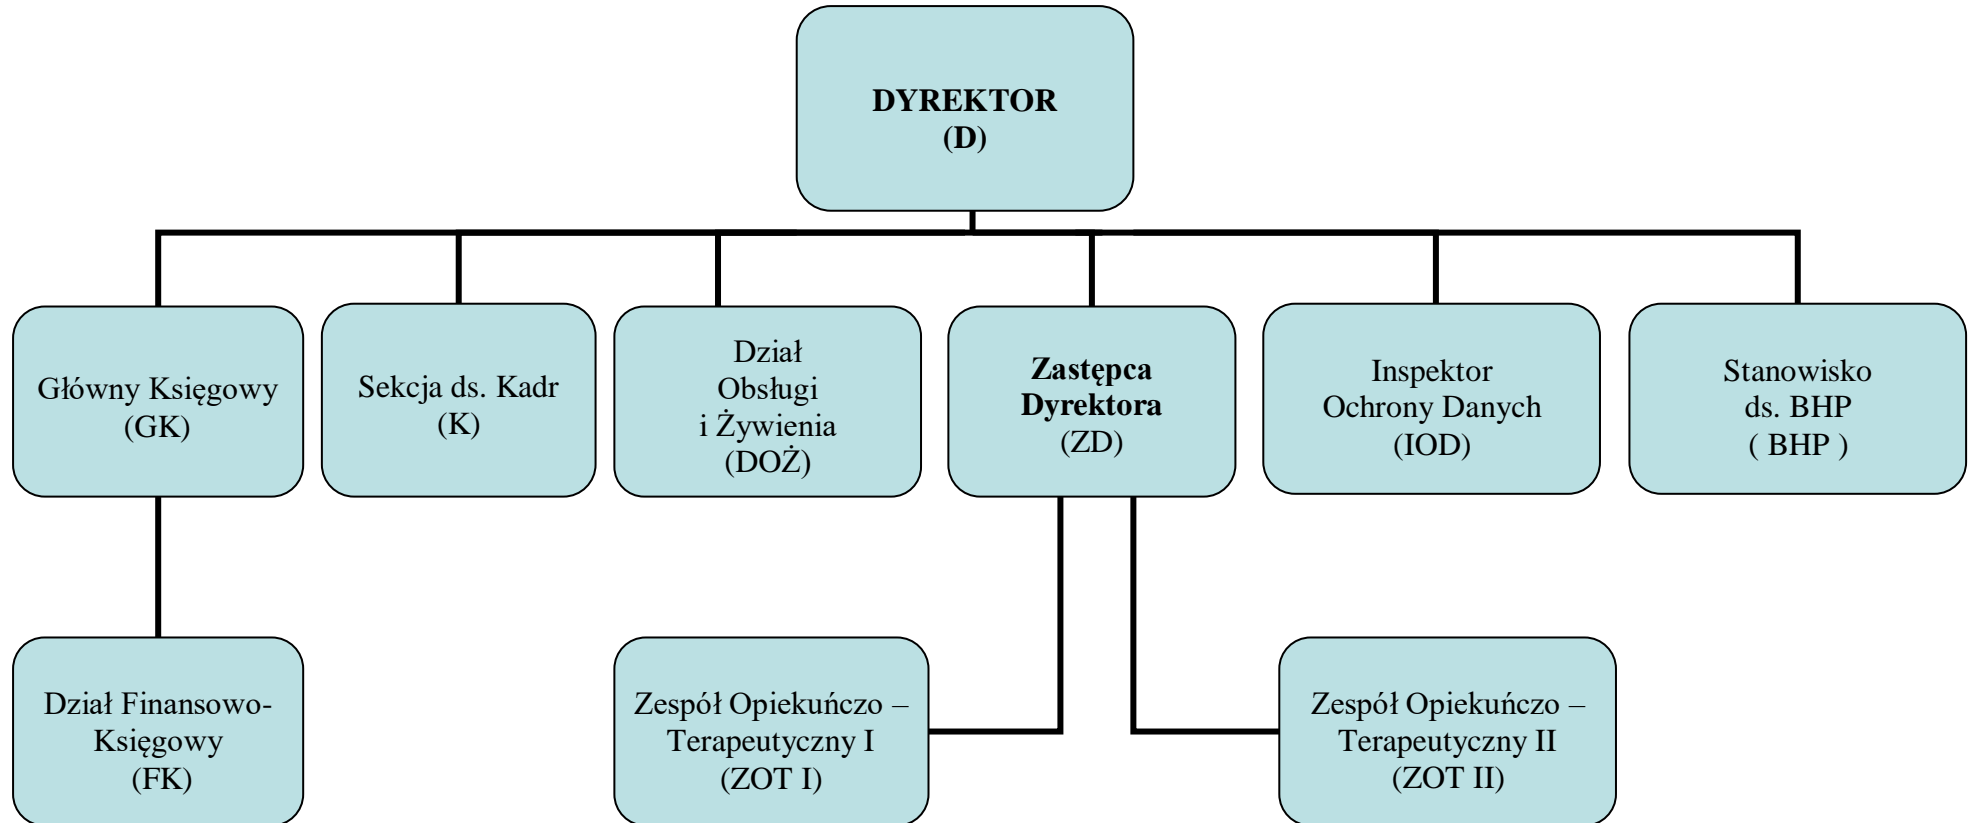 DYREKTOR
(D)
Główny Księgowy
(GK)
Sekcja ds. Kadr
(K)
Dział
Obsługi
i Żywienia
(DOŻ)
Zastępca
Dyrektora
(ZD)
Inspektor
Ochrony Danych
(IOD)
Stanowisko
ds. BHP
( BHP )
Dział Finansowo-
Księgowy
(FK)
Zespół Opiekuńczo –
Terapeutyczny I
(ZOT I)
Zespół Opiekuńczo –
Terapeutyczny II
(ZOT II)